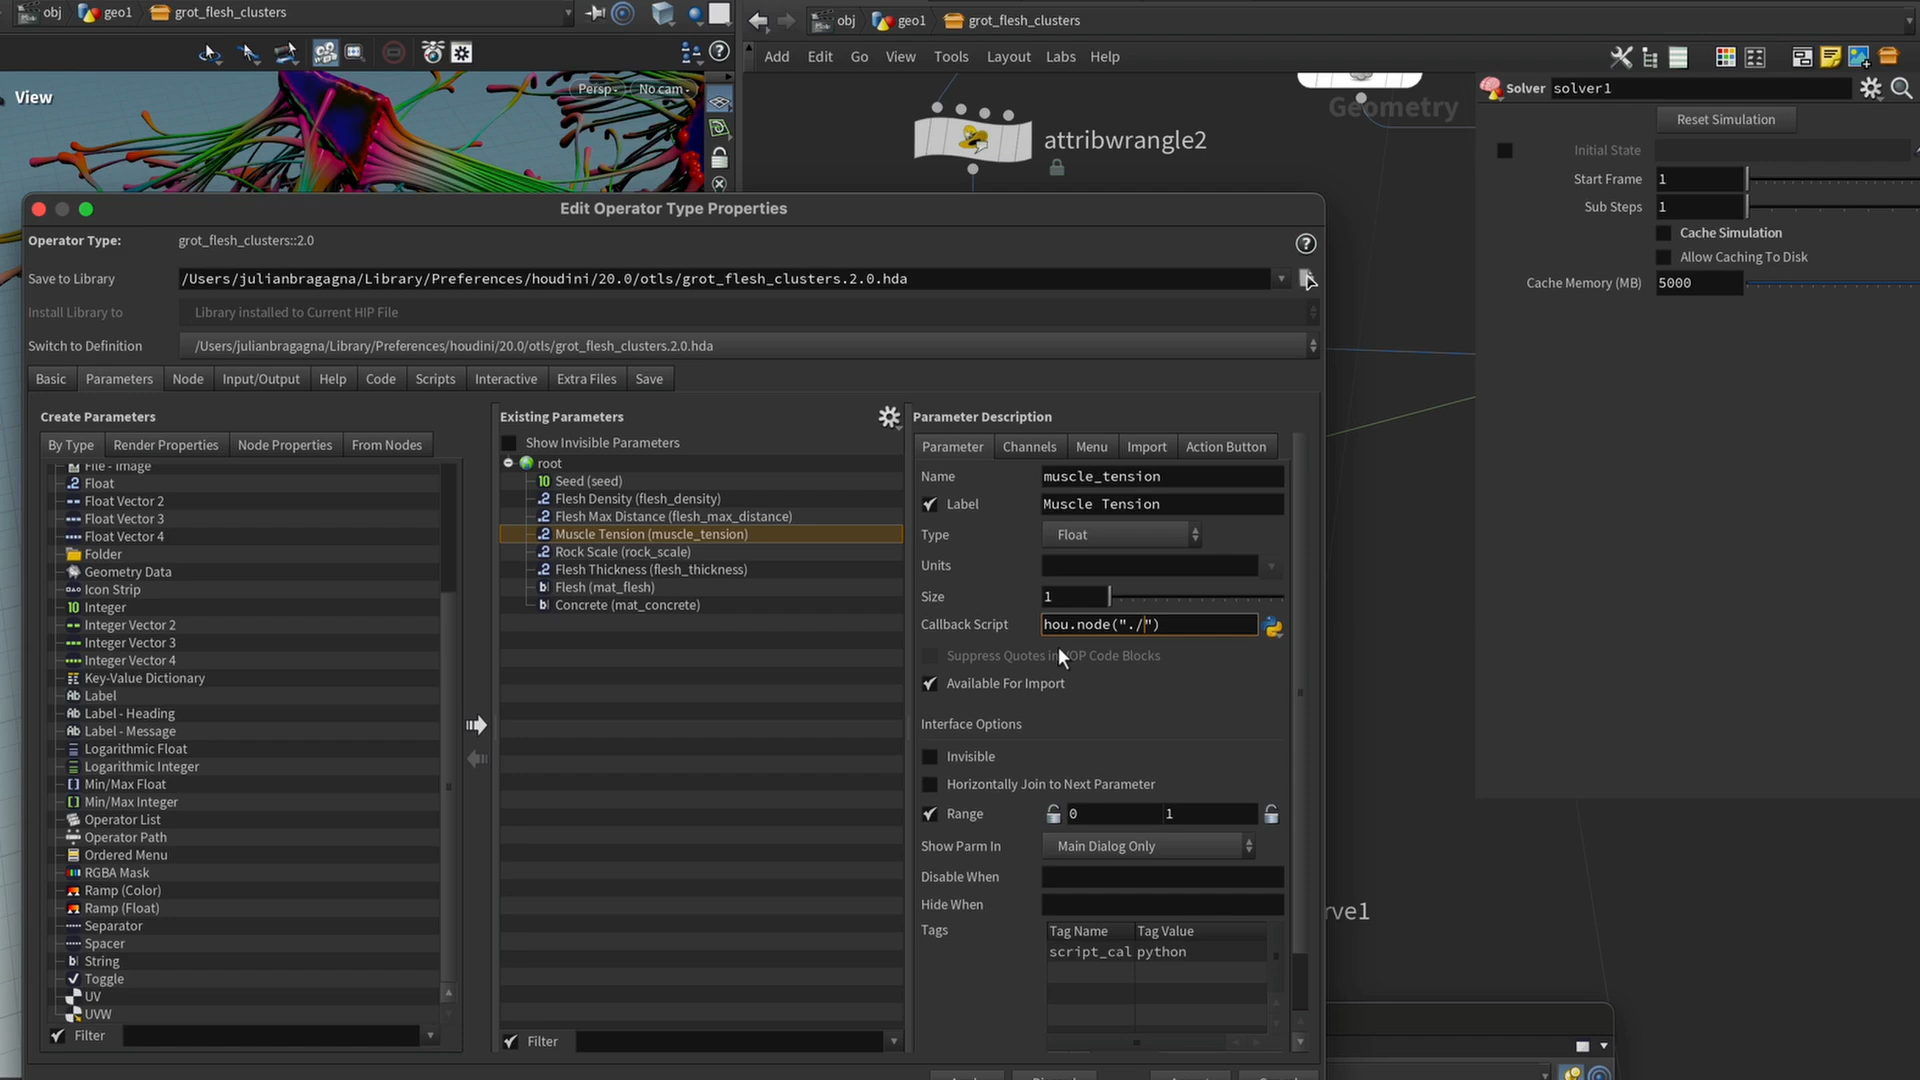 obj
geo1
grot_flesh_clusters
obj
geo1
grot_flesh_clusters
Add
Edit
Go
View
Tools
Layout
Labs
Help
View
Persp
No cam
Geometry
attribwrangle2
Solver
solver1
Reset Simulation
Initial State
Start Frame
1
Sub Steps
1
Cache Simulation
Allow Caching To Disk
Cache Memory (MB)
5000
Edit Operator Type Properties
Operator Type:
grot_flesh_clusters::2.0
Save to Library
/Users/julianbragagna/Library/Preferences/houdini/20.0/otls/grot_flesh_clusters.2.0.hda
Install Library to
Library installed to Current HIP File
Switch to Definition
/Users/julianbragagna/Library/Preferences/houdini/20.0/otls/grot_flesh_clusters.2.0.hda
Basic
Parameters
Node
Input/Output
Help
Code
Scripts
Interactive
Extra Files
Save
Create Parameters
By Type
Render Properties
Node Properties
From Nodes
File - Image
Float
Float Vector 2
Float Vector 3
Float Vector 4
Folder
Geometry Data
Icon Strip
Integer
Integer Vector 2
Integer Vector 3
Integer Vector 4
Key-Value Dictionary
Label
Label - Heading
Label - Message
Logarithmic Float
Logarithmic Integer
Min/Max Float
Min/Max Integer
Operator List
Operator Path
Ordered Menu
RGBA Mask
Ramp (Color)
Ramp (Float)
Separator
Spacer
String
Toggle
UV
UVW
Filter
Existing Parameters
Show Invisible Parameters
root
Seed (seed)
Flesh Density (flesh_density)
Flesh Max Distance (flesh_max_distance)
Muscle Tension (muscle_tension)
Rock Scale (rock_scale)
Flesh Thickness (flesh_thickness)
Flesh (mat_flesh)
Concrete (mat_concrete)
Filter
Parameter Description
Parameter
Channels
Menu
Import
Action Button
Name
muscle_tension
Label
Muscle Tension
Type
Float
Units
Size
1
Callback Script
hou.node("./")
Suppress Quotes in VOP Code Blocks
Available For Import
Interface Options
Invisible
Horizontally Join to Next Parameter
Range
0
1
Show Parm In
Main Dialog Only
Disable When
Hide When
Tags
Tag Name
Tag Value
script_cal
python
rve1